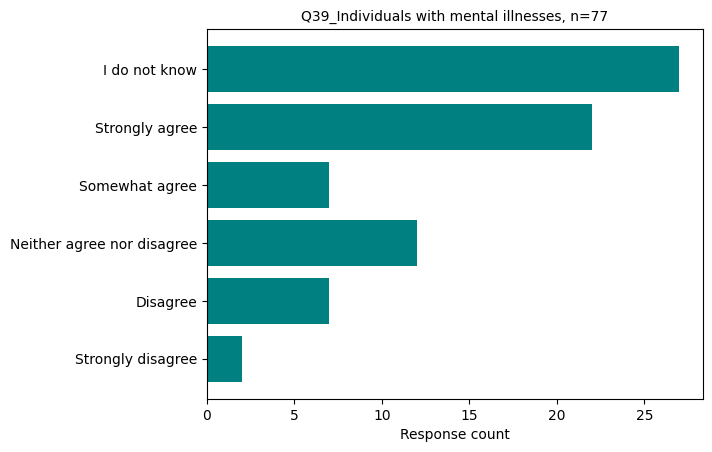 Q39_Individuals with mental illnesses, n=77
I do not know
Strongly agree
Somewhat agree
Neither agree nor disagree
Disagree
Strongly disagree
0 5 10 15 20 25
Response count